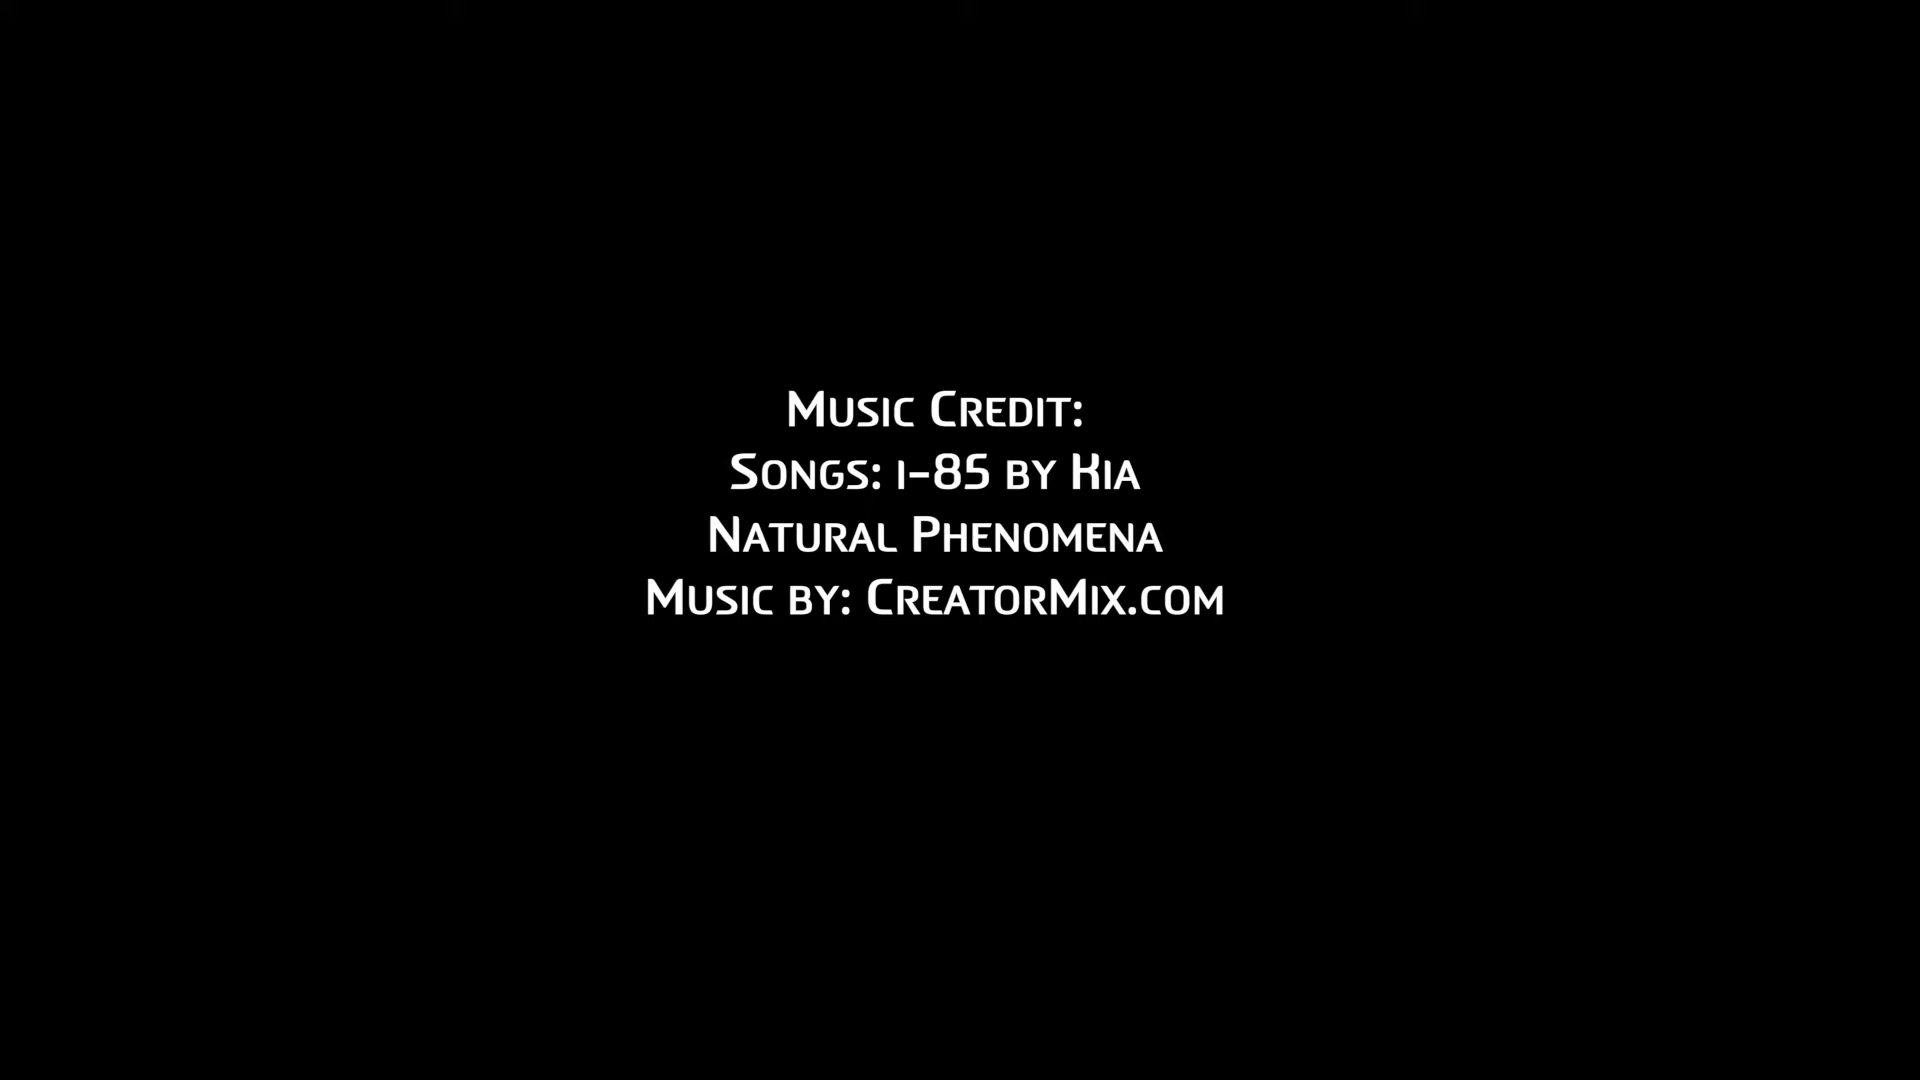 Music Credit:
Songs: i-85 by Kia
Natural Phenomena
Music by: CreatorMix.com